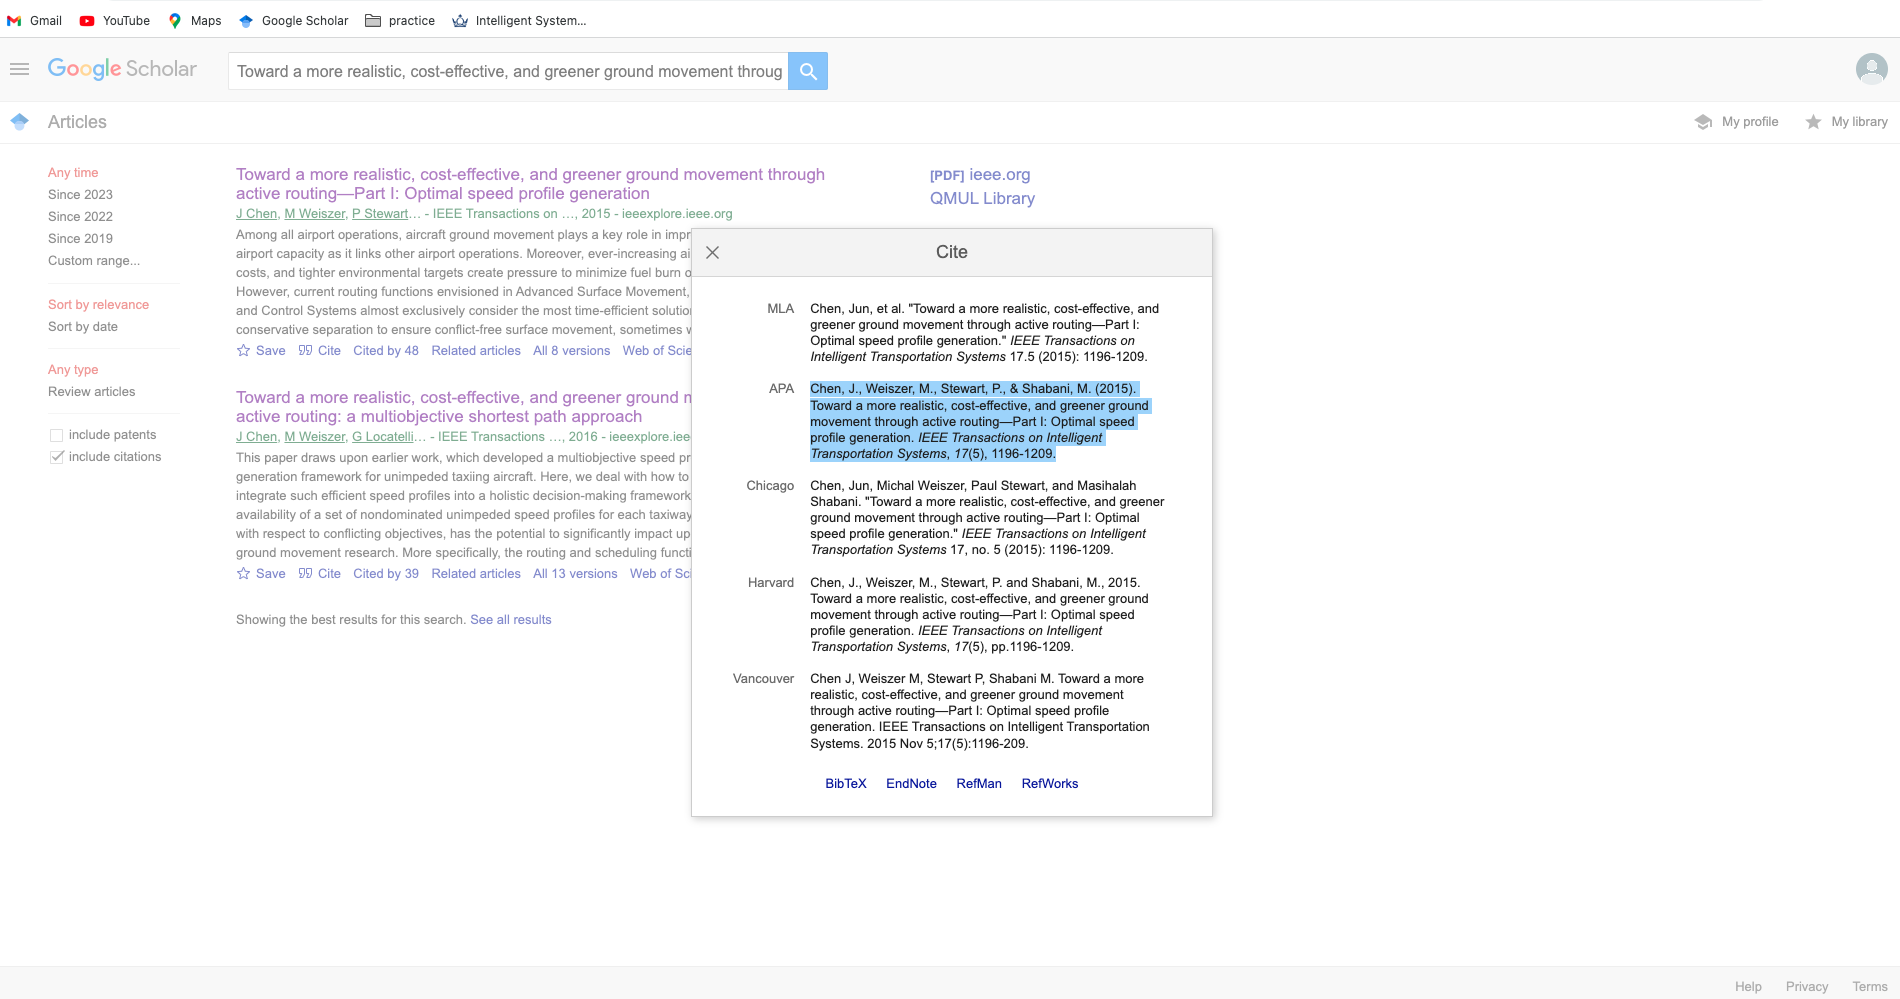 Gmail YouTube Maps Google Scholar practice Intelligent System...
Google Scholar
Toward a more realistic, cost-effective, and greener ground movement throug
Articles
My profile My library
Any time
Since 2023
Since 2022
Since 2019
Custom range...
Sort by relevance
Sort by date
Any type
Review articles
include patents
include citations
Toward a more realistic, cost-effective, and greener ground movement through
active routing—Part I: Optimal speed profile generation
J Chen, M Weiszer, P Stewart… - IEEE Transactions on …, 2015 - ieeexplore.ieee.org
Among all airport operations, aircraft ground movement plays a key role in impr
airport capacity as it links other airport operations. Moreover, ever-increasing ai
costs, and tighter environmental targets create pressure to minimize fuel burn o
However, current routing functions envisioned in Advanced Surface Movement,
and Control Systems almost exclusively consider the most time-efficient solutio
conservative separation to ensure conflict-free surface movement, sometimes w
Save Cite Cited by 48 Related articles All 8 versions Web of Scie
[PDF] ieee.org
QMUL Library
Toward a more realistic, cost-effective, and greener ground m
active routing: a multiobjective shortest path approach
J Chen, M Weiszer, G Locatelli… - IEEE Transactions …, 2016 - ieeexplore.iee
This paper draws upon earlier work, which developed a multiobjective speed pr
generation framework for unimpeded taxiing aircraft. Here, we deal with how to
integrate such efficient speed profiles into a holistic decision-making framework
availability of a set of nondominated unimpeded speed profiles for each taxiway
with respect to conflicting objectives, has the potential to significantly impact up
ground movement research. More specifically, the routing and scheduling functi
Save Cite Cited by 39 Related articles All 13 versions Web of Sci
Showing the best results for this search. See all results
Cite
MLA
Chen, Jun, et al. "Toward a more realistic, cost-effective, and
greener ground movement through active routing—Part I:
Optimal speed profile generation." IEEE Transactions on
Intelligent Transportation Systems 17.5 (2015): 1196-1209.
APA
Chen, J., Weiszer, M., Stewart, P., & Shabani, M. (2015).
Toward a more realistic, cost-effective, and greener ground
movement through active routing—Part I: Optimal speed
profile generation. IEEE Transactions on Intelligent
Transportation Systems, 17(5), 1196-1209.
Chicago
Chen, Jun, Michal Weiszer, Paul Stewart, and Masihalah
Shabani. "Toward a more realistic, cost-effective, and greener
ground movement through active routing—Part I: Optimal
speed profile generation." IEEE Transactions on Intelligent
Transportation Systems 17, no. 5 (2015): 1196-1209.
Harvard
Chen, J., Weiszer, M., Stewart, P. and Shabani, M., 2015.
Toward a more realistic, cost-effective, and greener ground
movement through active routing—Part I: Optimal speed
profile generation. IEEE Transactions on Intelligent
Transportation Systems, 17(5), pp.1196-1209.
Vancouver
Chen J, Weiszer M, Stewart P, Shabani M. Toward a more
realistic, cost-effective, and greener ground movement
through active routing—Part I: Optimal speed profile
generation. IEEE Transactions on Intelligent Transportation
Systems. 2015 Nov 5;17(5):1196-209.
BibTeX EndNote RefMan RefWorks
Help Privacy Terms